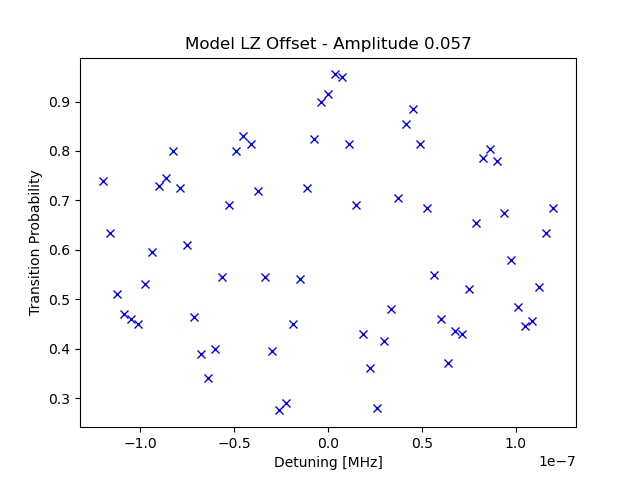 Model LZ Offset - Amplitude 0.057
Transition Probability
0.9
0.8
0.7
0.6
0.5
0.4
0.3
−1.0 −0.5 0.0 0.5 1.0
1e−7
Detuning [MHz]